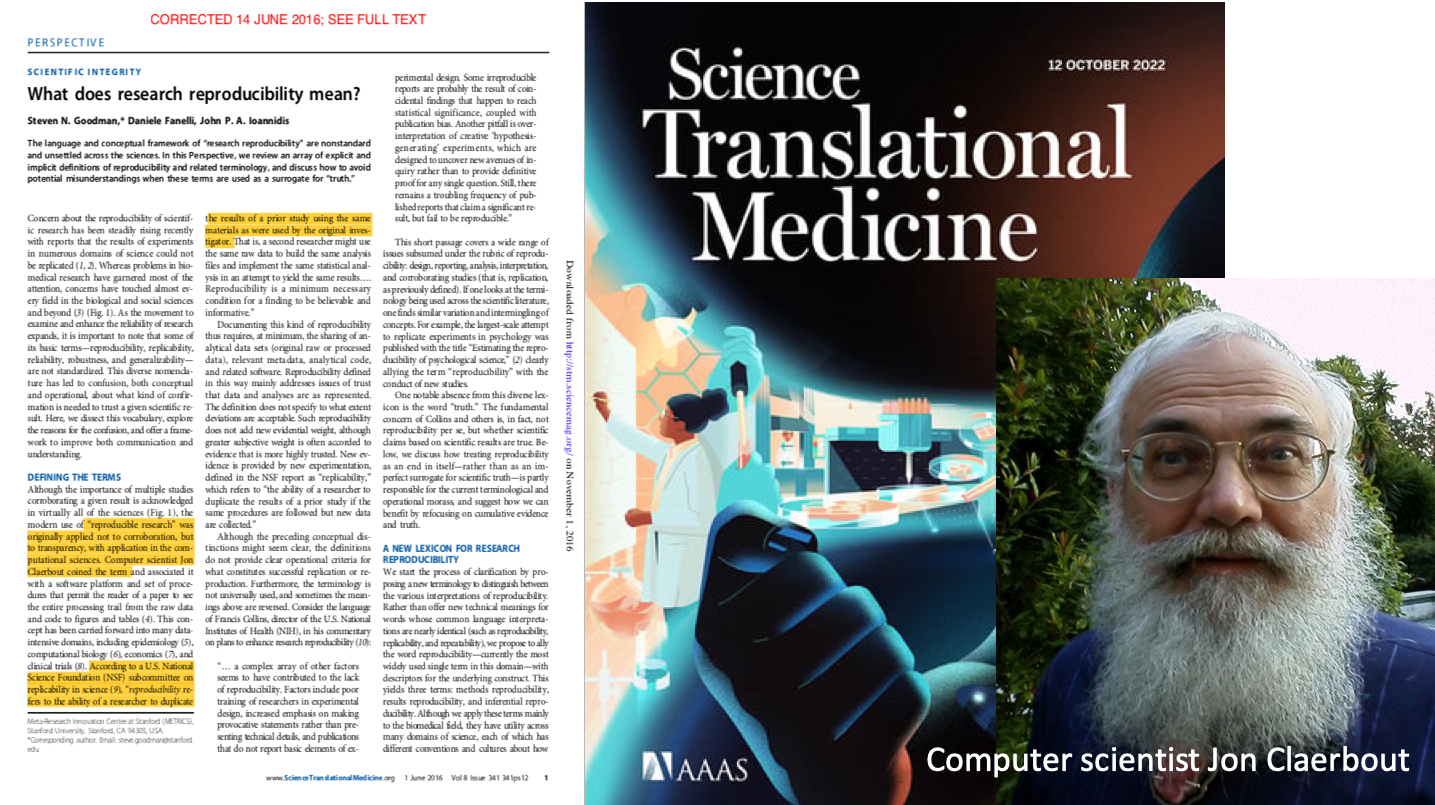 CORRECTED 14 JUNE 2016; SEE FULL TEXT
PERSPECTIVE
SCIENTIFIC INTEGRITY
What does research reproducibility mean?
Steven N. Goodman,* Daniele Fanelli, John P. A. Ioannidis
The language and conceptual framework of "research reproducibility" are nonstandard
and unsettled across the sciences. In this Perspective, we review an array of explicit and
implicit definitions of reproducibility and related terminology, and discuss how to avoid
potential misunderstandings when these terms are used as a surrogate for "truth."
Concern about the reproducibility of scientif-
ic research has been steadily rising recently
with reports that the results of experiments
in numerous domains of science could not
be replicated (1, 2). Whereas problems in bio-
medical research have garnered most of the
attention, concerns have touched almost ev-
ery field in the biological and social sciences
and beyond (3) (Fig. 1). As the movement to
examine and enhance the reliability of research
expands, it is important to note that some of
its basic terms—reproducibility, replicability,
reliability, robustness, and generalizability—
are not standardized. This diverse nomencla-
ture has led to confusion, both conceptual
and operational, about what kind of confir-
mation is needed to trust a given scientific re-
sult. Here, we dissect this vocabulary, explore
the reasons for the confusion, and offer a frame-
work to improve both communication and
understanding.
DEFINING THE TERMS
Although the importance of multiple studies
corroborating a given result is acknowledged
in virtually all of the sciences (Fig. 1), the
modern use of "reproducible research" was
originally applied not to corroboration, but
to transparency, with application in the com-
putational sciences. Computer scientist Jon
Claerbout coined the term and associated it
with a software platform and set of proce-
dures that permit the reader of a paper to see
the entire processing trail from the raw data
and code to figures and tables (4). This con-
cept has been carried forward into many data-
intensive domains, including epidemiology (5),
computational biology (6), economics (7), and
clinical trials (8). According to a U.S. National
Science Foundation (NSF) subcommittee on
replicability in science (9), "reproducibility re-
fers to the ability of a researcher to duplicate
Meta-Research Innovation Center at Stanford (METRICS),
Stanford University, Stanford, CA 94305, USA.
*Corresponding author. Email: steve.goodman@stanford.
edu
the results of a prior study using the same
materials as were used by the original inves-
tigator. That is, a second researcher might use
the same raw data to build the same analysis
files and implement the same statistical anal-
ysis in an attempt to yield the same results....
Reproducibility is a minimum necessary
condition for a finding to be believable and
informative."
Documenting this kind of reproducibility
thus requires, at minimum, the sharing of an-
alytical data sets (original raw or processed
data), relevant metadata, analytical code,
and related software. Reproducibility defined
in this way mainly addresses issues of trust
that data and analyses are as represented.
The definition does not specify to what extent
deviations are acceptable. Such reproducibility
does not add new evidential weight, although
greater subjective weight is often accorded to
evidence that is more highly trusted. New ev-
idence is provided by new experimentation,
defined in the NSF report as "replicability,"
which refers to "the ability of a researcher to
duplicate the results of a prior study if the
same procedures are followed but new data
are collected."
Although the preceding conceptual dis-
tinctions might seem clear, the definitions
do not provide clear operational criteria for
what constitutes successful replication or re-
production. Furthermore, the terminology is
not universally used, and sometimes the mean-
ings above are reversed. Consider the language
of Francis Collins, director of the U.S. National
Institutes of Health (NIH), in his commentary
on plans to enhance research reproducibility (10):
"... a complex array of other factors
seems to have contributed to the lack
of reproducibility. Factors include poor
training of researchers in experimental
design, increased emphasis on making
provocative statements rather than pre-
senting technical details, and publications
that do not report basic elements of ex-
perimental design. Some irreproducible
reports are probably the result of coin-
cidental findings that happen to reach
statistical significance, coupled with
publication bias. Another pitfall is over-
interpretation of creative 'hypothesis-
generating' experiments, which are
designed to uncover new avenues of in-
quiry rather than to provide definitive
proof for any single question. Still, there
remains a troubling frequency of pub-
lished reports that claim a significant re-
sult, but fail to be reproducible."
This short passage covers a wide range of
issues subsumed under the rubric of reprodu-
cibility: design, reporting, analysis, interpretation,
and corroborating studies (that is, replication,
as previously defined). If one looks at the termi-
nology being used across the scientific literature,
one finds similar variation and intermingling of
concepts. For example, the largest-scale attempt
to replicate experiments in psychology was
published with the title "Estimating the repro-
ducibility of psychological science," (2) clearly
allying the term "reproducibility" with the
conduct of new studies.
One notable absence from this diverse lex-
icon is the word "truth." The fundamental
concern of Collins and others is, in fact, not
reproducibility per se, but whether scientific
claims based on scientific results are true. Be-
low, we discuss how treating reproducibility
as an end in itself—rather than as an im-
perfect surrogate for scientific truth—is partly
responsible for the current terminological and
operational morass, and suggest how we can
benefit by refocusing on cumulative evidence
and truth.
A NEW LEXICON FOR RESEARCH
REPRODUCIBILITY
We start the process of clarification by pro-
posing a new terminology to distinguish between
the various interpretations of reproducibility.
Rather than offer new technical meanings for
words whose common language interpreta-
tions are nearly identical (such as reproducibility,
replicability, and repeatability), we propose to ally
the word reproducibility—currently the most
widely used single term in this domain—with
descriptors for the underlying construct. This
yields three terms: methods reproducibility,
results reproducibility, and inferential repro-
ducibility. Although we apply these terms mainly
to the biomedical field, they have utility across
many domains of science, each of which has
different conventions and cultures about how
www.ScienceTranslationalMedicine.org 1 June 2016 Vol 8 Issue 341 341ps12 1
Downloaded from http://stm.sciencemag.org/ on November 1, 2016
Science
Translational
Medicine
12 OCTOBER 2022
AAAS
Computer scientist Jon Claerbout